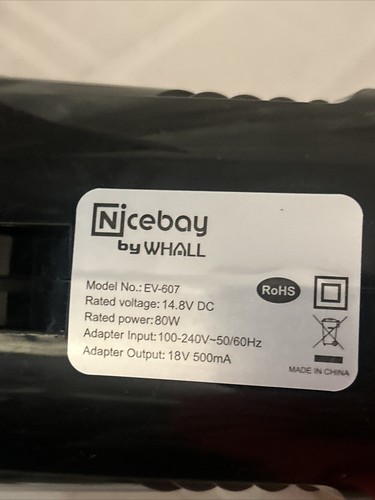 Nicebay
by WHALL
Model No.: EV-607
Rated voltage: 14.8V DC
Rated power: 80W
Adapter Input: 100-240V~50/60Hz
Adapter Output: 18V 500mA
RoHS
MADE IN CHINA